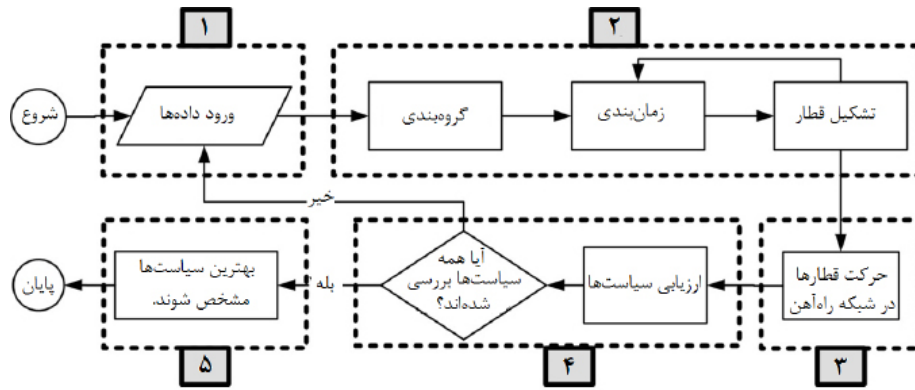 ۱
۲
شروع
ورود داده‌ها
گروه‌بندی
زمان‌بندی
تشکیل قطار
خیر
حرکت قطارها
در شبکه راه‌آهن
ارزیابی سیاست‌ها
آیا همه
سیاست‌ها بررسی
شده‌اند؟
بله
بهترین سیاست‌ها
مشخص شوند.
پایان
۳
۴
۵